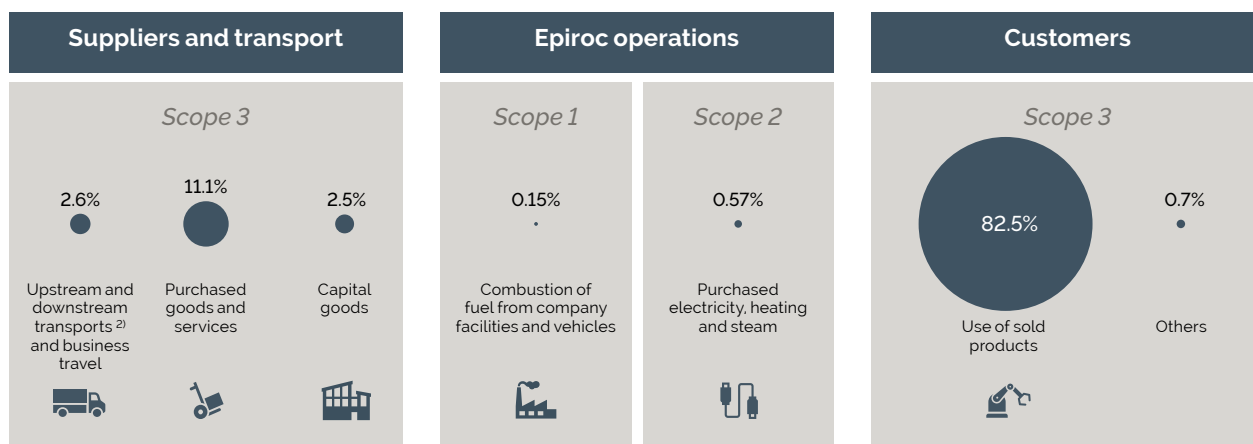 Suppliers and transport
Scope 3
2.6%
Upstream and
downstream
transports 2)
and business
travel
11.1%
Purchased
goods and
services
2.5%
Capital
goods
Epiroc operations
Scope 1
0.15%
Combustion of
fuel from company
facilities and vehicles
Scope 2
0.57%
Purchased
electricity, heating
and steam
Customers
Scope 3
82.5%
Use of sold
products
0.7%
Others